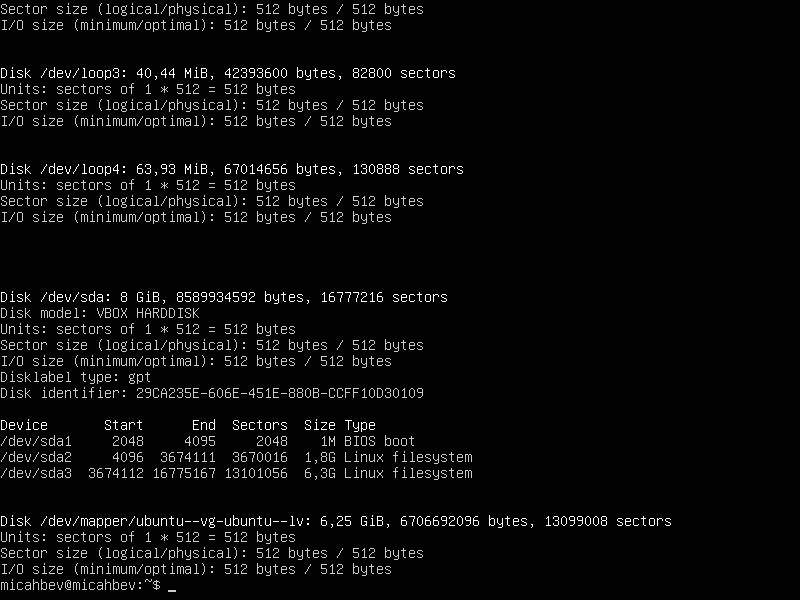 Sector size (logical/physical): 512 bytes / 512 bytes
I/O size (minimum/optimal): 512 bytes / 512 bytes
Disk /dev/loop3: 40,44 MiB, 42393600 bytes, 82800 sectors
Units: sectors of 1 * 512 = 512 bytes
Sector size (logical/physical): 512 bytes / 512 bytes
I/O size (minimum/optimal): 512 bytes / 512 bytes
Disk /dev/loop4: 63,93 MiB, 67014656 bytes, 130888 sectors
Units: sectors of 1 * 512 = 512 bytes
Sector size (logical/physical): 512 bytes / 512 bytes
I/O size (minimum/optimal): 512 bytes / 512 bytes
Disk /dev/sda: 8 GiB, 8589934592 bytes, 16777216 sectors
Disk model: VBOX HARDDISK
Units: sectors of 1 * 512 = 512 bytes
Sector size (logical/physical): 512 bytes / 512 bytes
I/O size (minimum/optimal): 512 bytes / 512 bytes
Disklabel type: gpt
Disk identifier: 29CA235E-606E-451E-880B-CCFF10D30109
Device       Start      End  Sectors  Size Type
/dev/sda1     2048     4095     2048    1M BIOS boot
/dev/sda2     4096  3674111  3670016  1,8G Linux filesystem
/dev/sda3  3674112 16775167 13101056  6,3G Linux filesystem
Disk /dev/mapper/ubuntu--vg-ubuntu--lv: 6,25 GiB, 6706692096 bytes, 13099008 sectors
Units: sectors of 1 * 512 = 512 bytes
Sector size (logical/physical): 512 bytes / 512 bytes
I/O size (minimum/optimal): 512 bytes / 512 bytes
micahbev@micahbev:~$ _